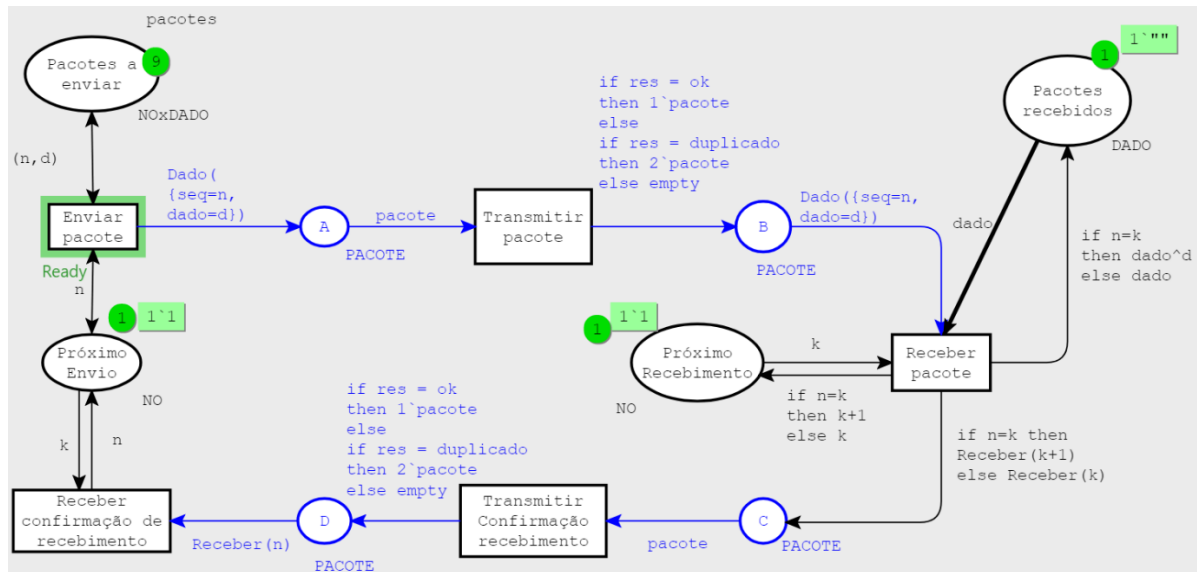 pacotes
Pacotes a
enviar
9
NOxDADO
(n,d)
Enviar
pacote
Ready
n
Dado(
{seq=n,
dado=d})
A
PACOTE
pacote
Transmitir
pacote
if res = ok
then 1`pacote
else
if res = duplicado
then 2`pacote
else empty
B
PACOTE
Dado({seq=n,
dado=d})
1
1`""
Pacotes
recebidos
DADO
dado
if n=k
then dado^d
else dado
1
1`1
Próximo
Envio
NO
k
n
1
1`1
Próximo
Recebimento
NO
k
if n=k
then k+1
else k
Receber
pacote
if n=k then
Receber(k+1)
else Receber(k)
if res = ok
then 1`pacote
else
if res = duplicado
then 2`pacote
else empty
Receber
confirmação de
recebimento
Receber(n)
D
PACOTE
Transmitir
Confirmação
recebimento
pacote
C
PACOTE